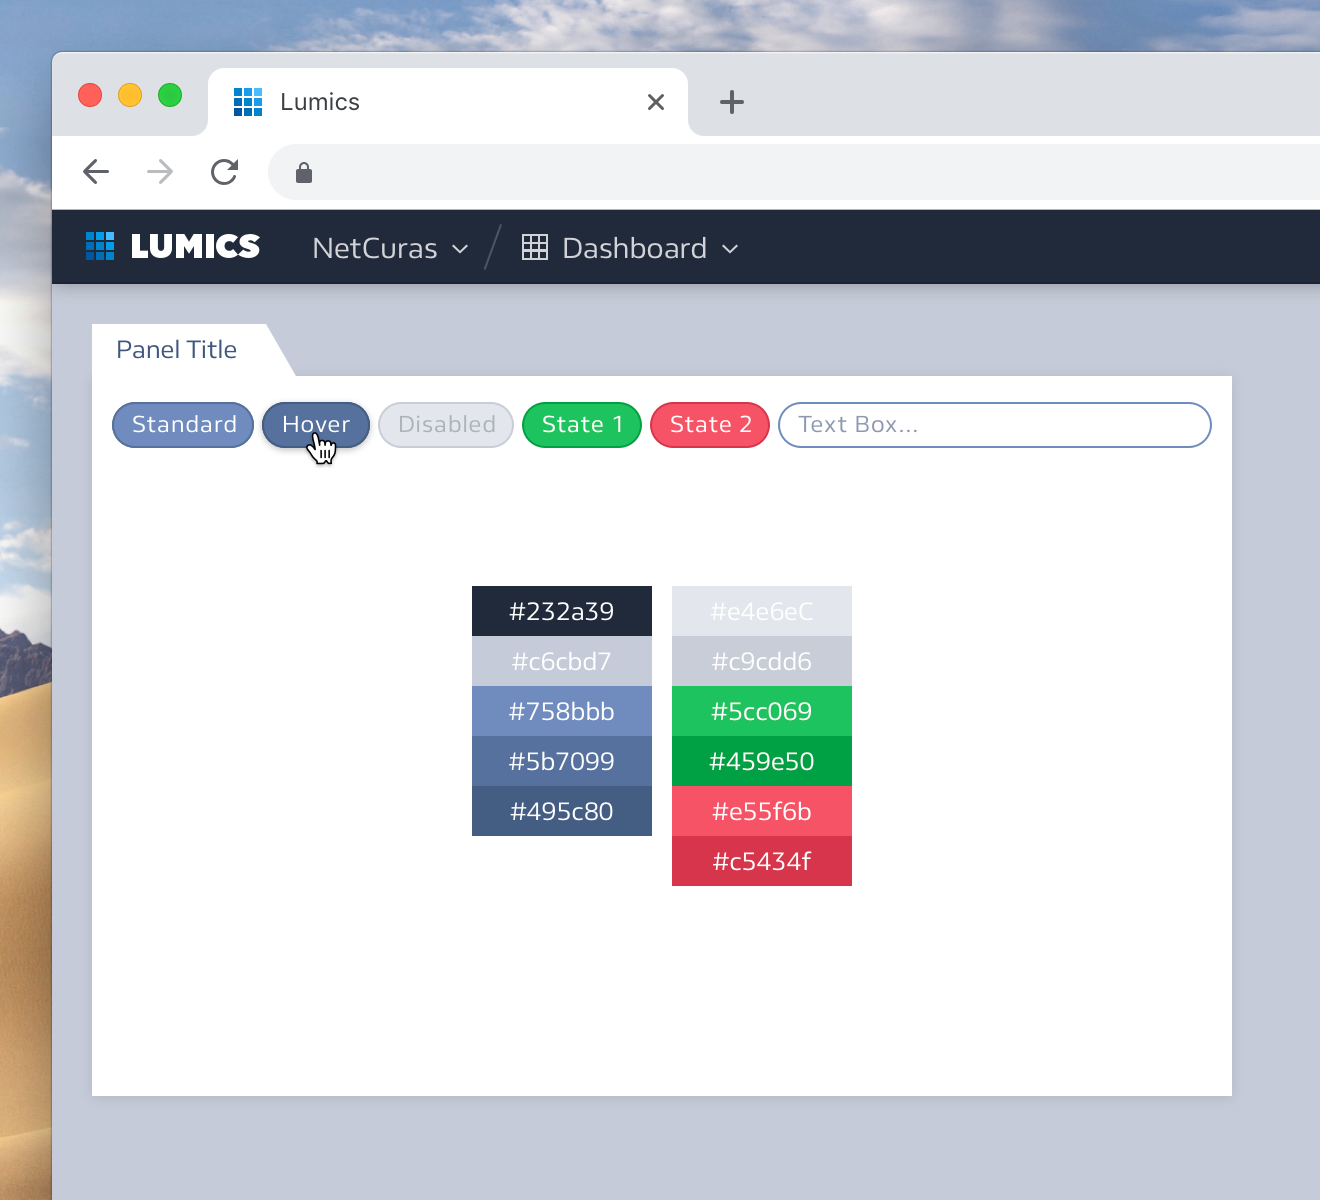 Lumics
LUMICS NetCuras Dashboard
Panel Title
Standard Hover Disabled State 1 State 2 Text Box...
#232a39 #e4e6eC
#c6cbd7 #c9cdd6
#758bbb #5cc069
#5b7099 #459e50
#495c80 #e55f6b
#c5434f